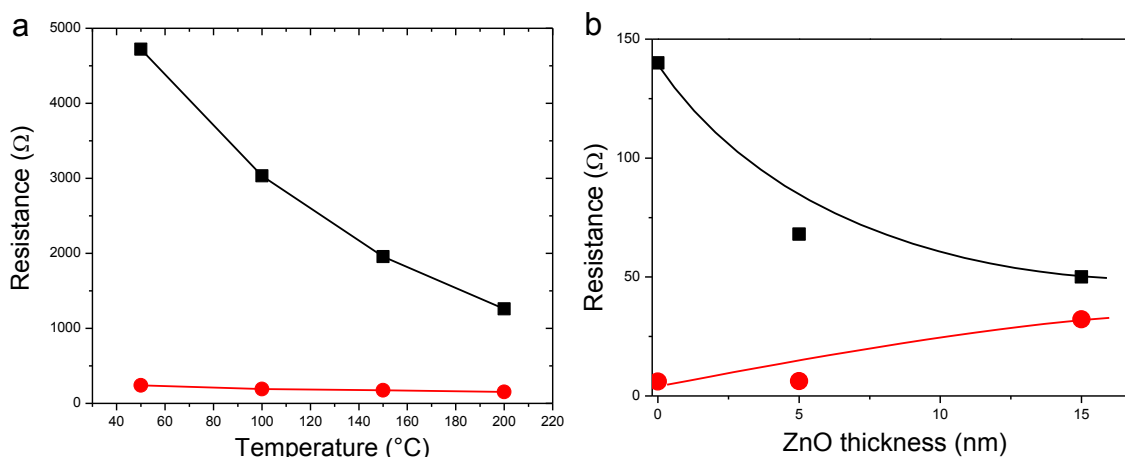 a
5000
4000
3000
2000
1000
0
40 60 80 100 120 140 160 180 200 220
Temperature (°C)
Resistance (Ω)
b
150
100
50
0
0 5 10 15
ZnO thickness (nm)
Resistance (Ω)